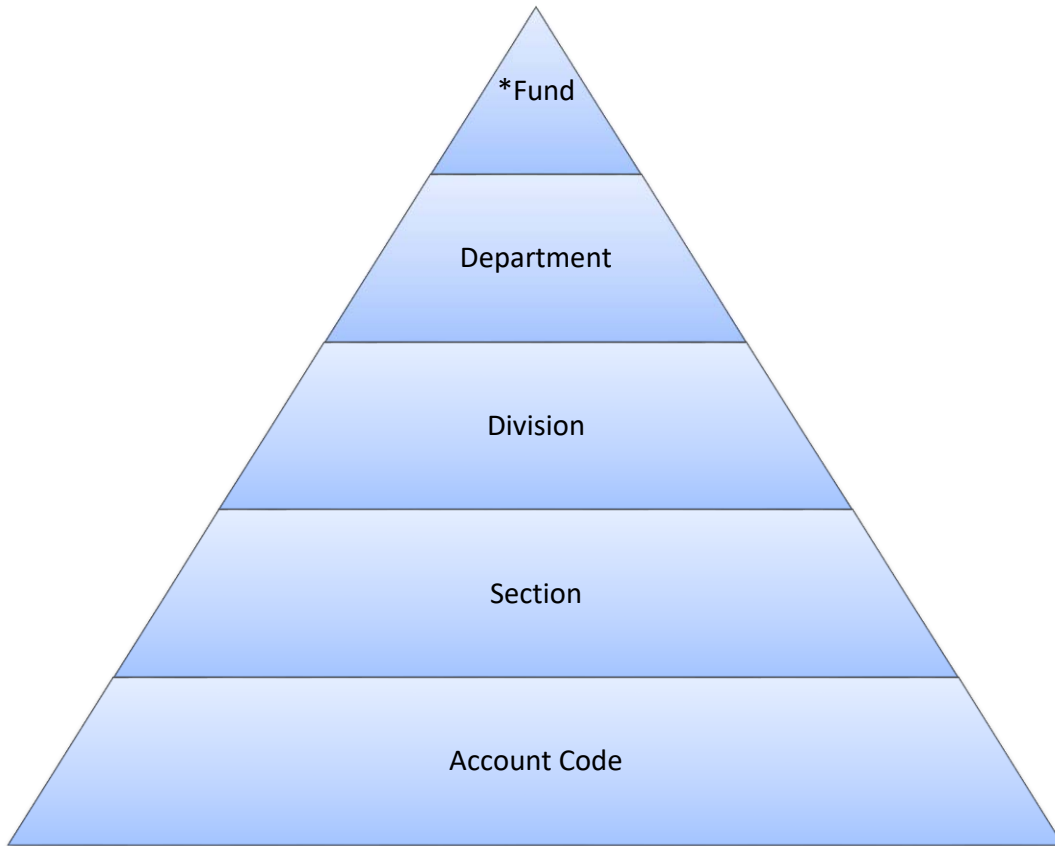 *Fund
Department
Division
Section
Account Code